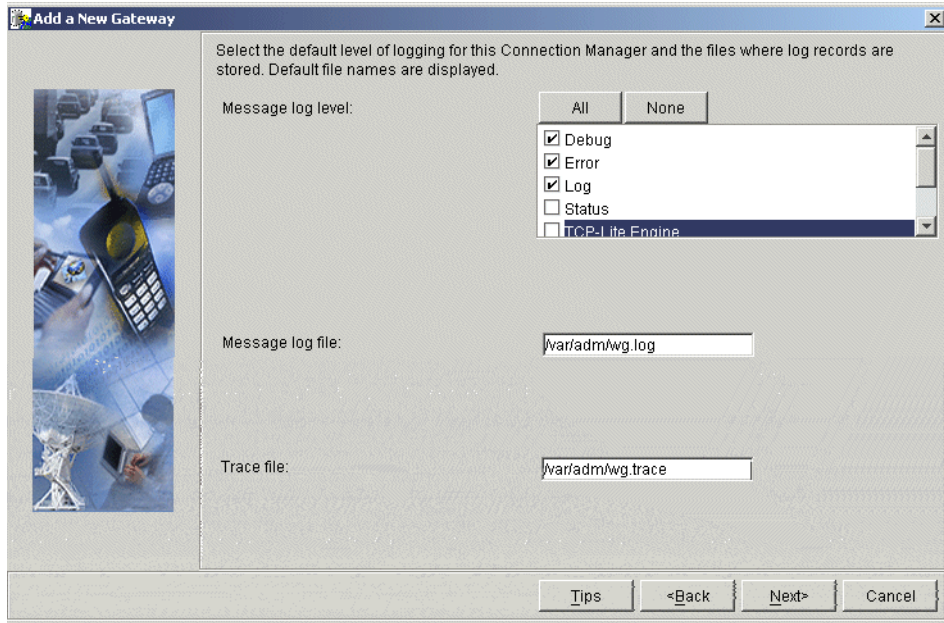 Add a New Gateway
Select the default level of logging for this Connection Manager and the files where log records are
stored. Default file names are displayed.
Message log level:
All None
Debug
Error
Log
Status
TCP-Lite Engine
Message log file:
/var/adm/wg.log
Trace file:
/var/adm/wg.trace
Tips <Back Next> Cancel